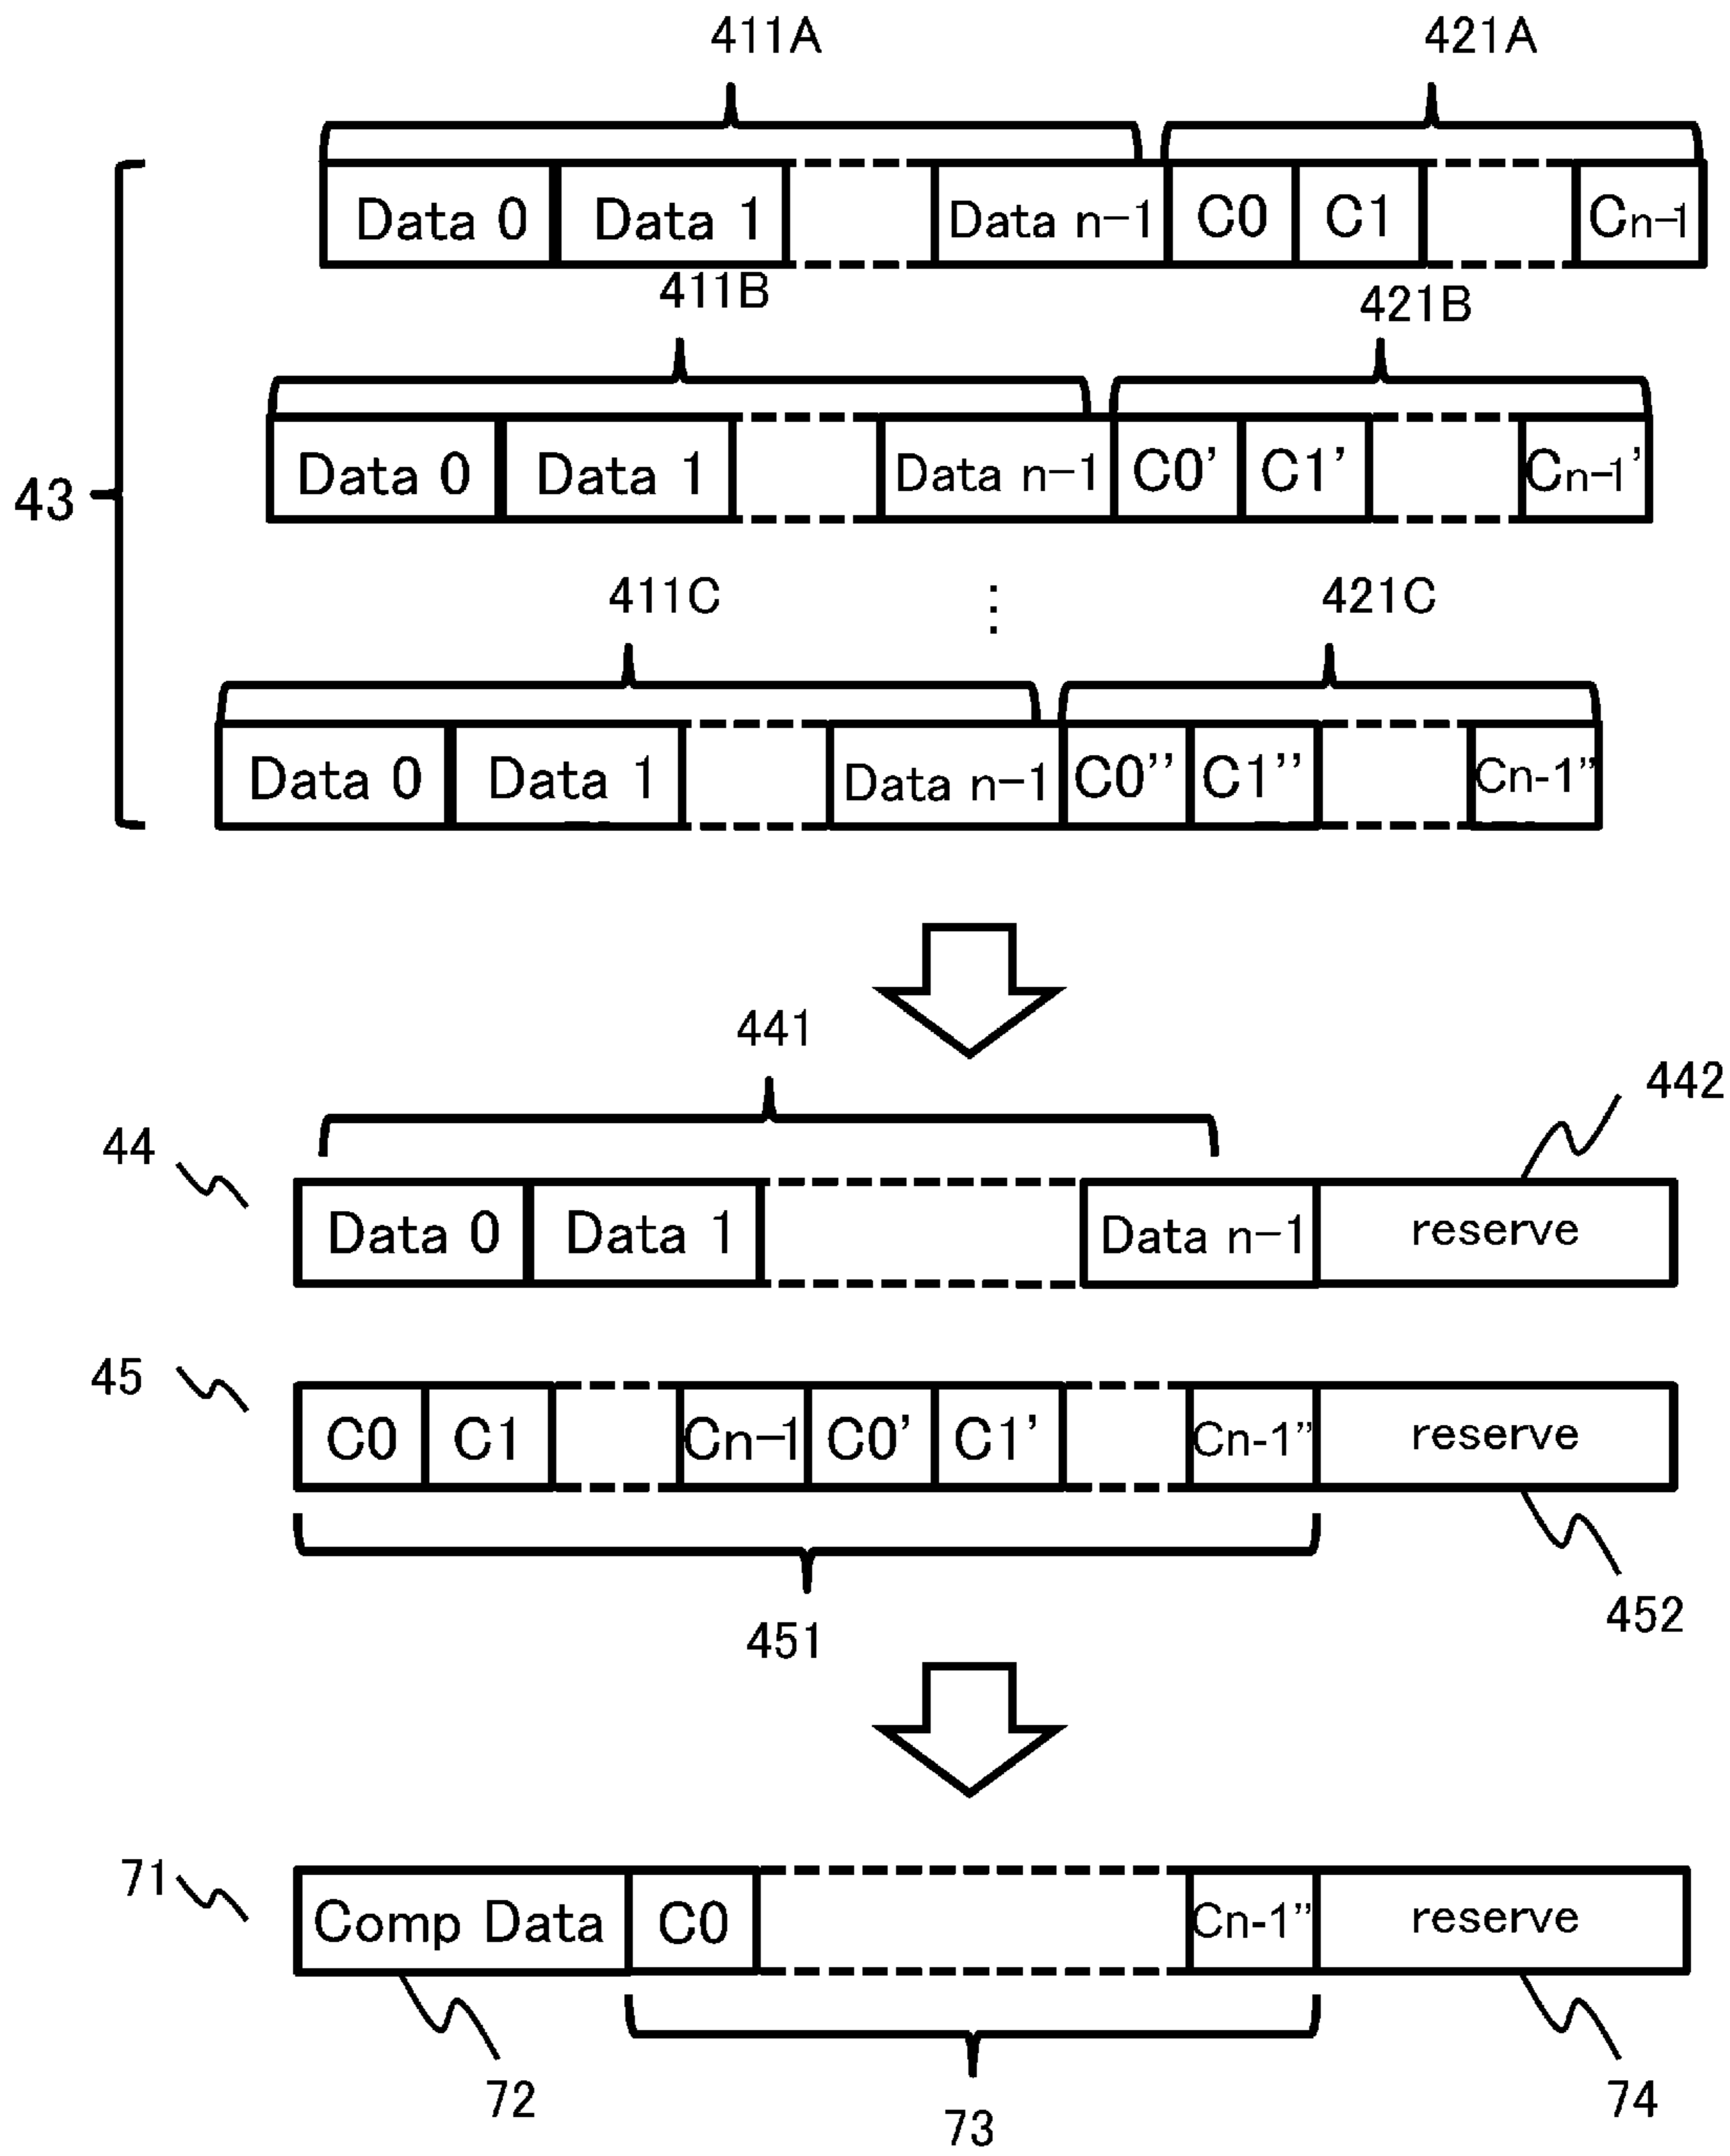 411A 421A
Data 0 Data 1 Data n-1 C0 C1 Cn-1
411B 421B
43
Data 0 Data 1 Data n-1 C0' C1' Cn-1'
411C ⋮ 421C
Data 0 Data 1 Data n-1 C0'' C1'' Cn-1''
441
442
44
Data 0 Data 1 Data n-1 reserve
45
C0 C1 Cn-1 C0' C1' Cn-1'' reserve
451 452
71
Comp Data C0 Cn-1'' reserve
72 73 74